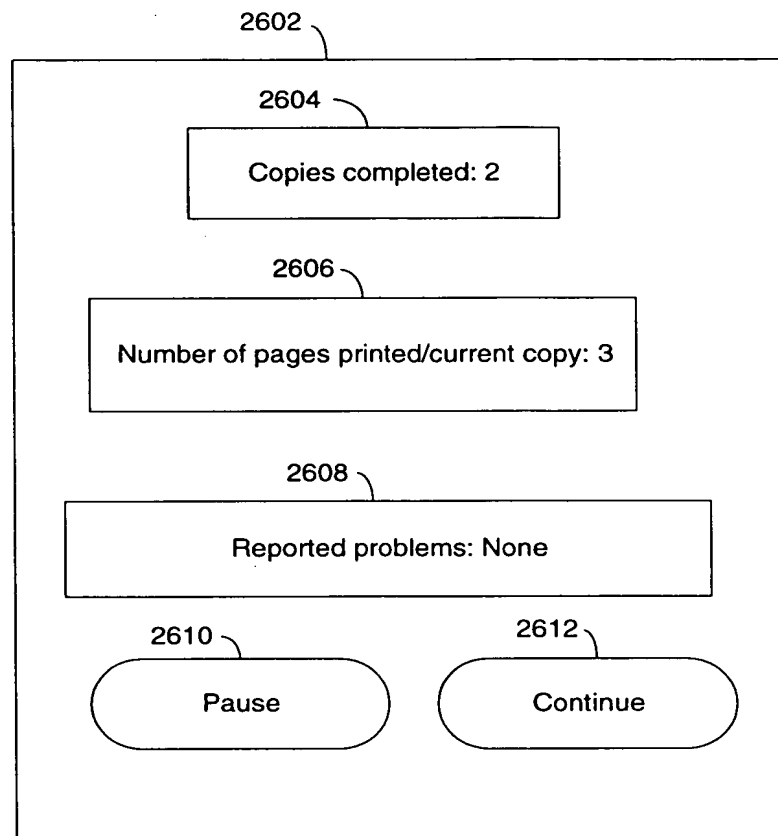 2602
2604
Copies completed: 2
2606
Number of pages printed/current copy: 3
2608
Reported problems: None
2610
2612
Pause
Continue